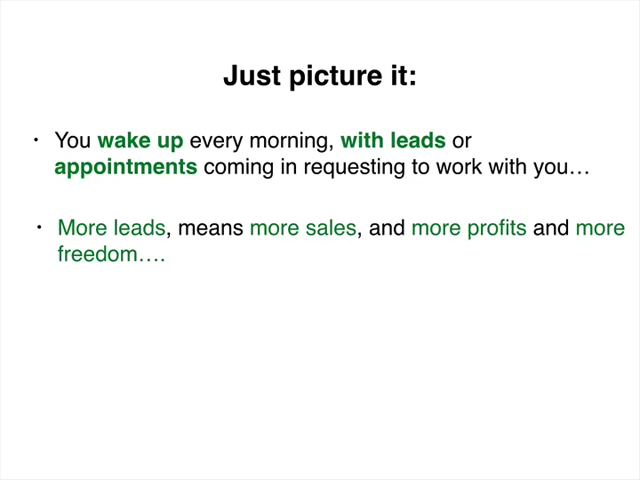 Just picture it:
• You wake up every morning, with leads or
appointments coming in requesting to work with you…
• More leads, means more sales, and more profits and more
freedom….